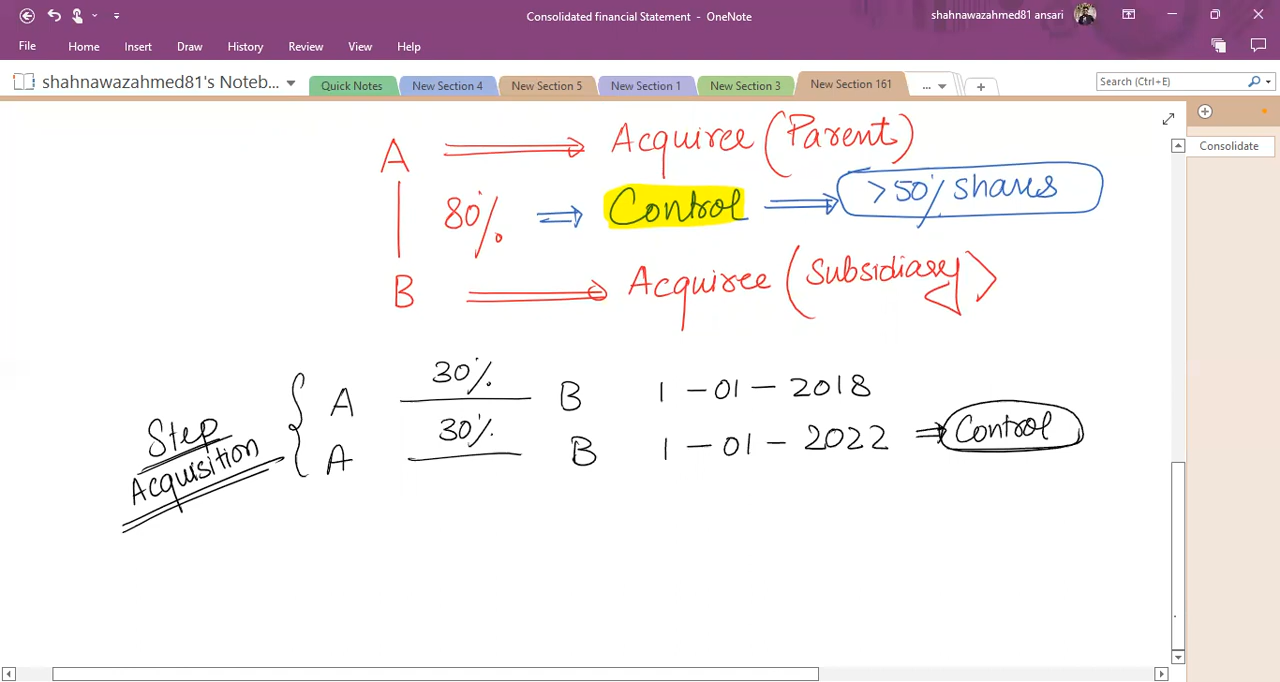 Consolidated financial Statement - OneNote
shahnawazahmed81 ansari
File Home Insert Draw History Review View Help
shahnawazahmed81's Noteb... Quick Notes New Section 4 New Section 5 New Section 1 New Section 3 New Section 161 ... Search (Ctrl+E)
Consolidate
A ⇒ Acquiree (Parent)
80% ⇒ Control ⇒ >50% shares
B ⇒ Acquiree (Subsidiary)
Step Acquisition
A 30% B 1-01-2018
A 30% B 1-01-2022 ⇒ Control